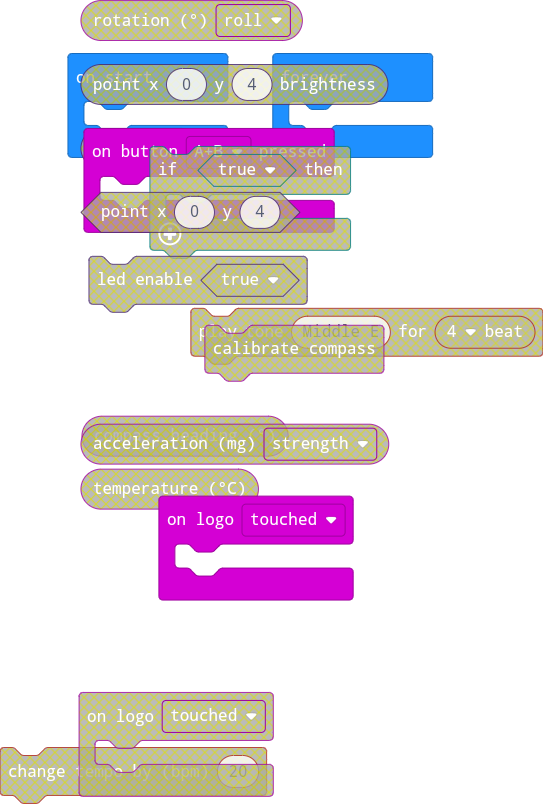 rotation (°) roll
on start forever
point x 0 y 4 brightness
on button A+B pressed
if true then
point x 0 y 4
led enable true
play tone Middle E for 4 beat
calibrate compass
acceleration (mg) strength
temperature (°C)
on logo touched
on logo touched
change tempo by (bpm) 20